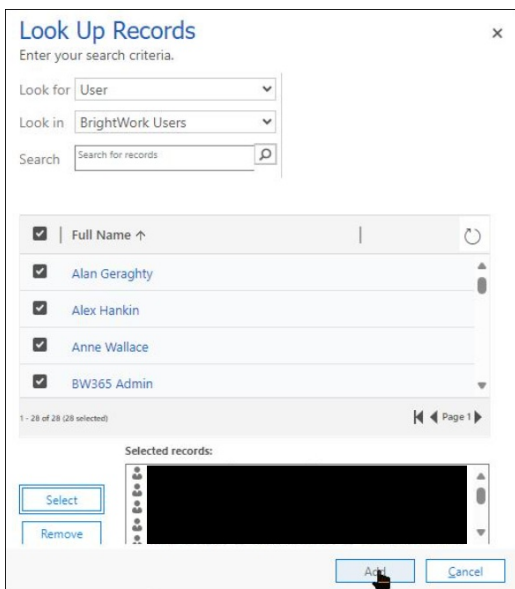 Look Up Records
Enter your search criteria.
Look for User
Look in BrightWork Users
Search Search for records
Full Name ↑
Alan Geraghty
Alex Hankin
Anne Wallace
BW365 Admin
1 - 28 of 28 (28 selected)
Page 1
Selected records:
Select
Remove
Add
Cancel